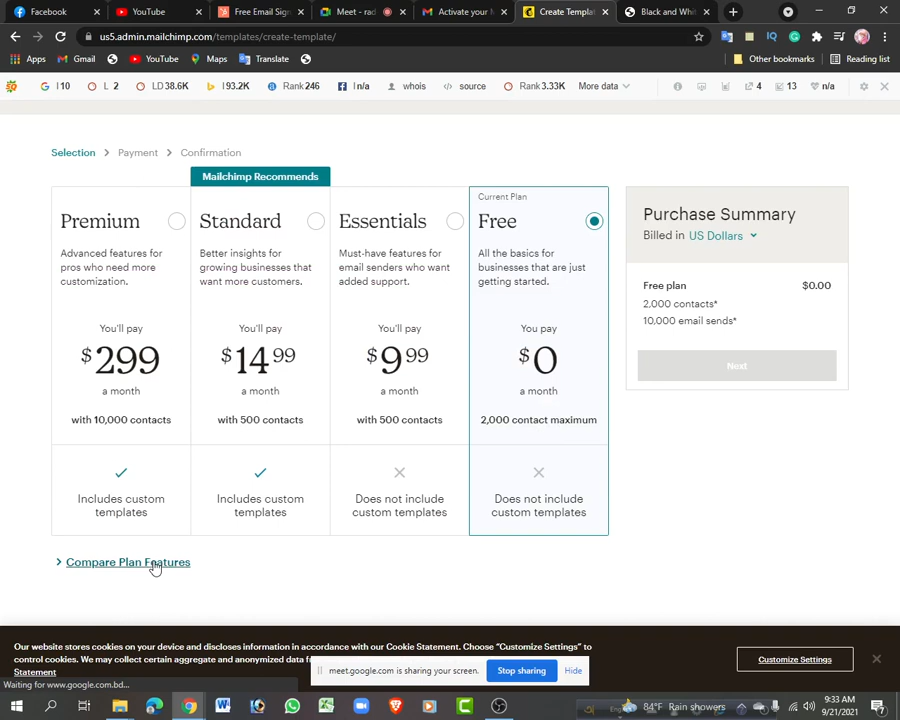 Facebook
YouTube
Free Email Sign
Meet - rad
Activate your M
Create Templat
Black and Whi
us5.admin.mailchimp.com/templates/create-template/
Apps
Gmail
YouTube
Maps
Translate
Other bookmarks
Reading list
I10
L 2
LD 38.6K
I93.2K
Rank 246
I n/a
whois
source
Rank 3.33K
More data
4
13
n/a
Selection > Payment > Confirmation
Mailchimp Recommends
Premium
Advanced features for
pros who need more
customization.
You'll pay
$299
a month
with 10,000 contacts
Includes custom
templates
Standard
Better insights for
growing businesses that
want more customers.
You'll pay
$14 99
a month
with 500 contacts
Includes custom
templates
Essentials
Must-have features for
email senders who want
added support.
You'll pay
$9 99
a month
with 500 contacts
Does not include
custom templates
Current Plan
Free
All the basics for
businesses that are just
getting started.
You pay
$0
a month
2,000 contact maximum
Does not include
custom templates
Purchase Summary
Billed in US Dollars
Free plan $0.00
2,000 contacts*
10,000 email sends*
Next
> Compare Plan Features
Our website stores cookies on your device and discloses information in accordance with our Cookie Statement. Choose "Customize Settings" to
control cookies. We may collect certain aggregate and anonymized data f
Statement
Customize Settings
meet.google.com is sharing your screen.
Stop sharing
Hide
Waiting for www.google.com.bd...
84°F Rain showers
9:33 AM
9/21/2021